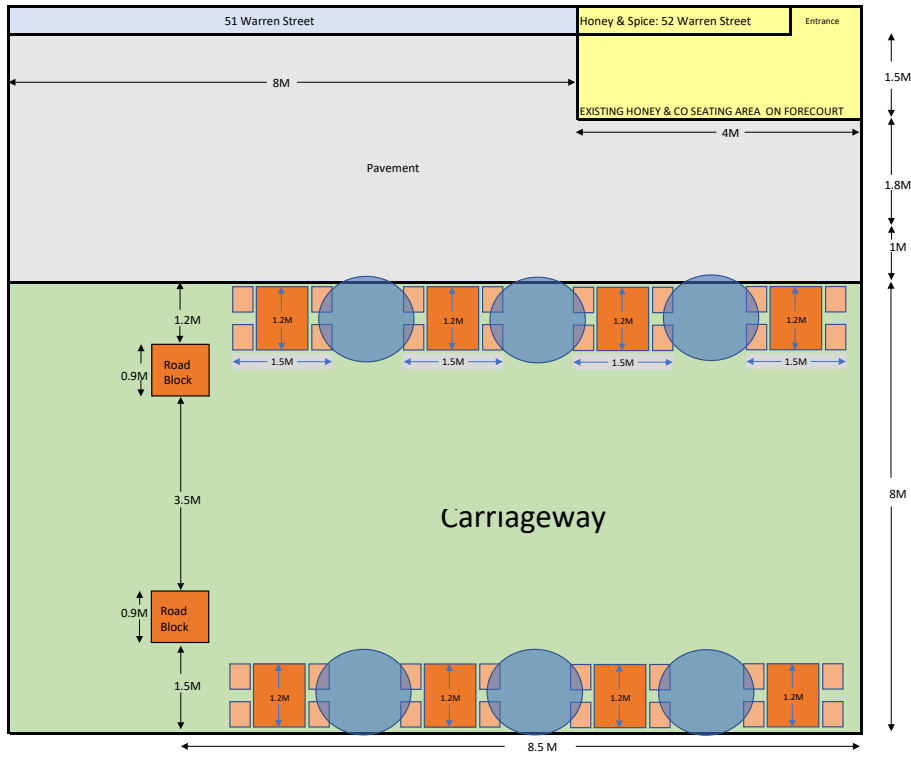 51 Warren Street
Honey & Spice: 52 Warren Street
Entrance
1.5M
8M
EXISTING HONEY & CO SEATING AREA ON FORECOURT
4M
Pavement
1.8M
1M
1.2M
1.2M
1.2M
1.2M
1.2M
Road
Block
0.9M
1.5M
1.5M
1.5M
1.5M
3.5M
Carriageway
8M
Road
Block
0.9M
1.5M
1.2M
1.2M
1.2M
1.2M
8.5 M